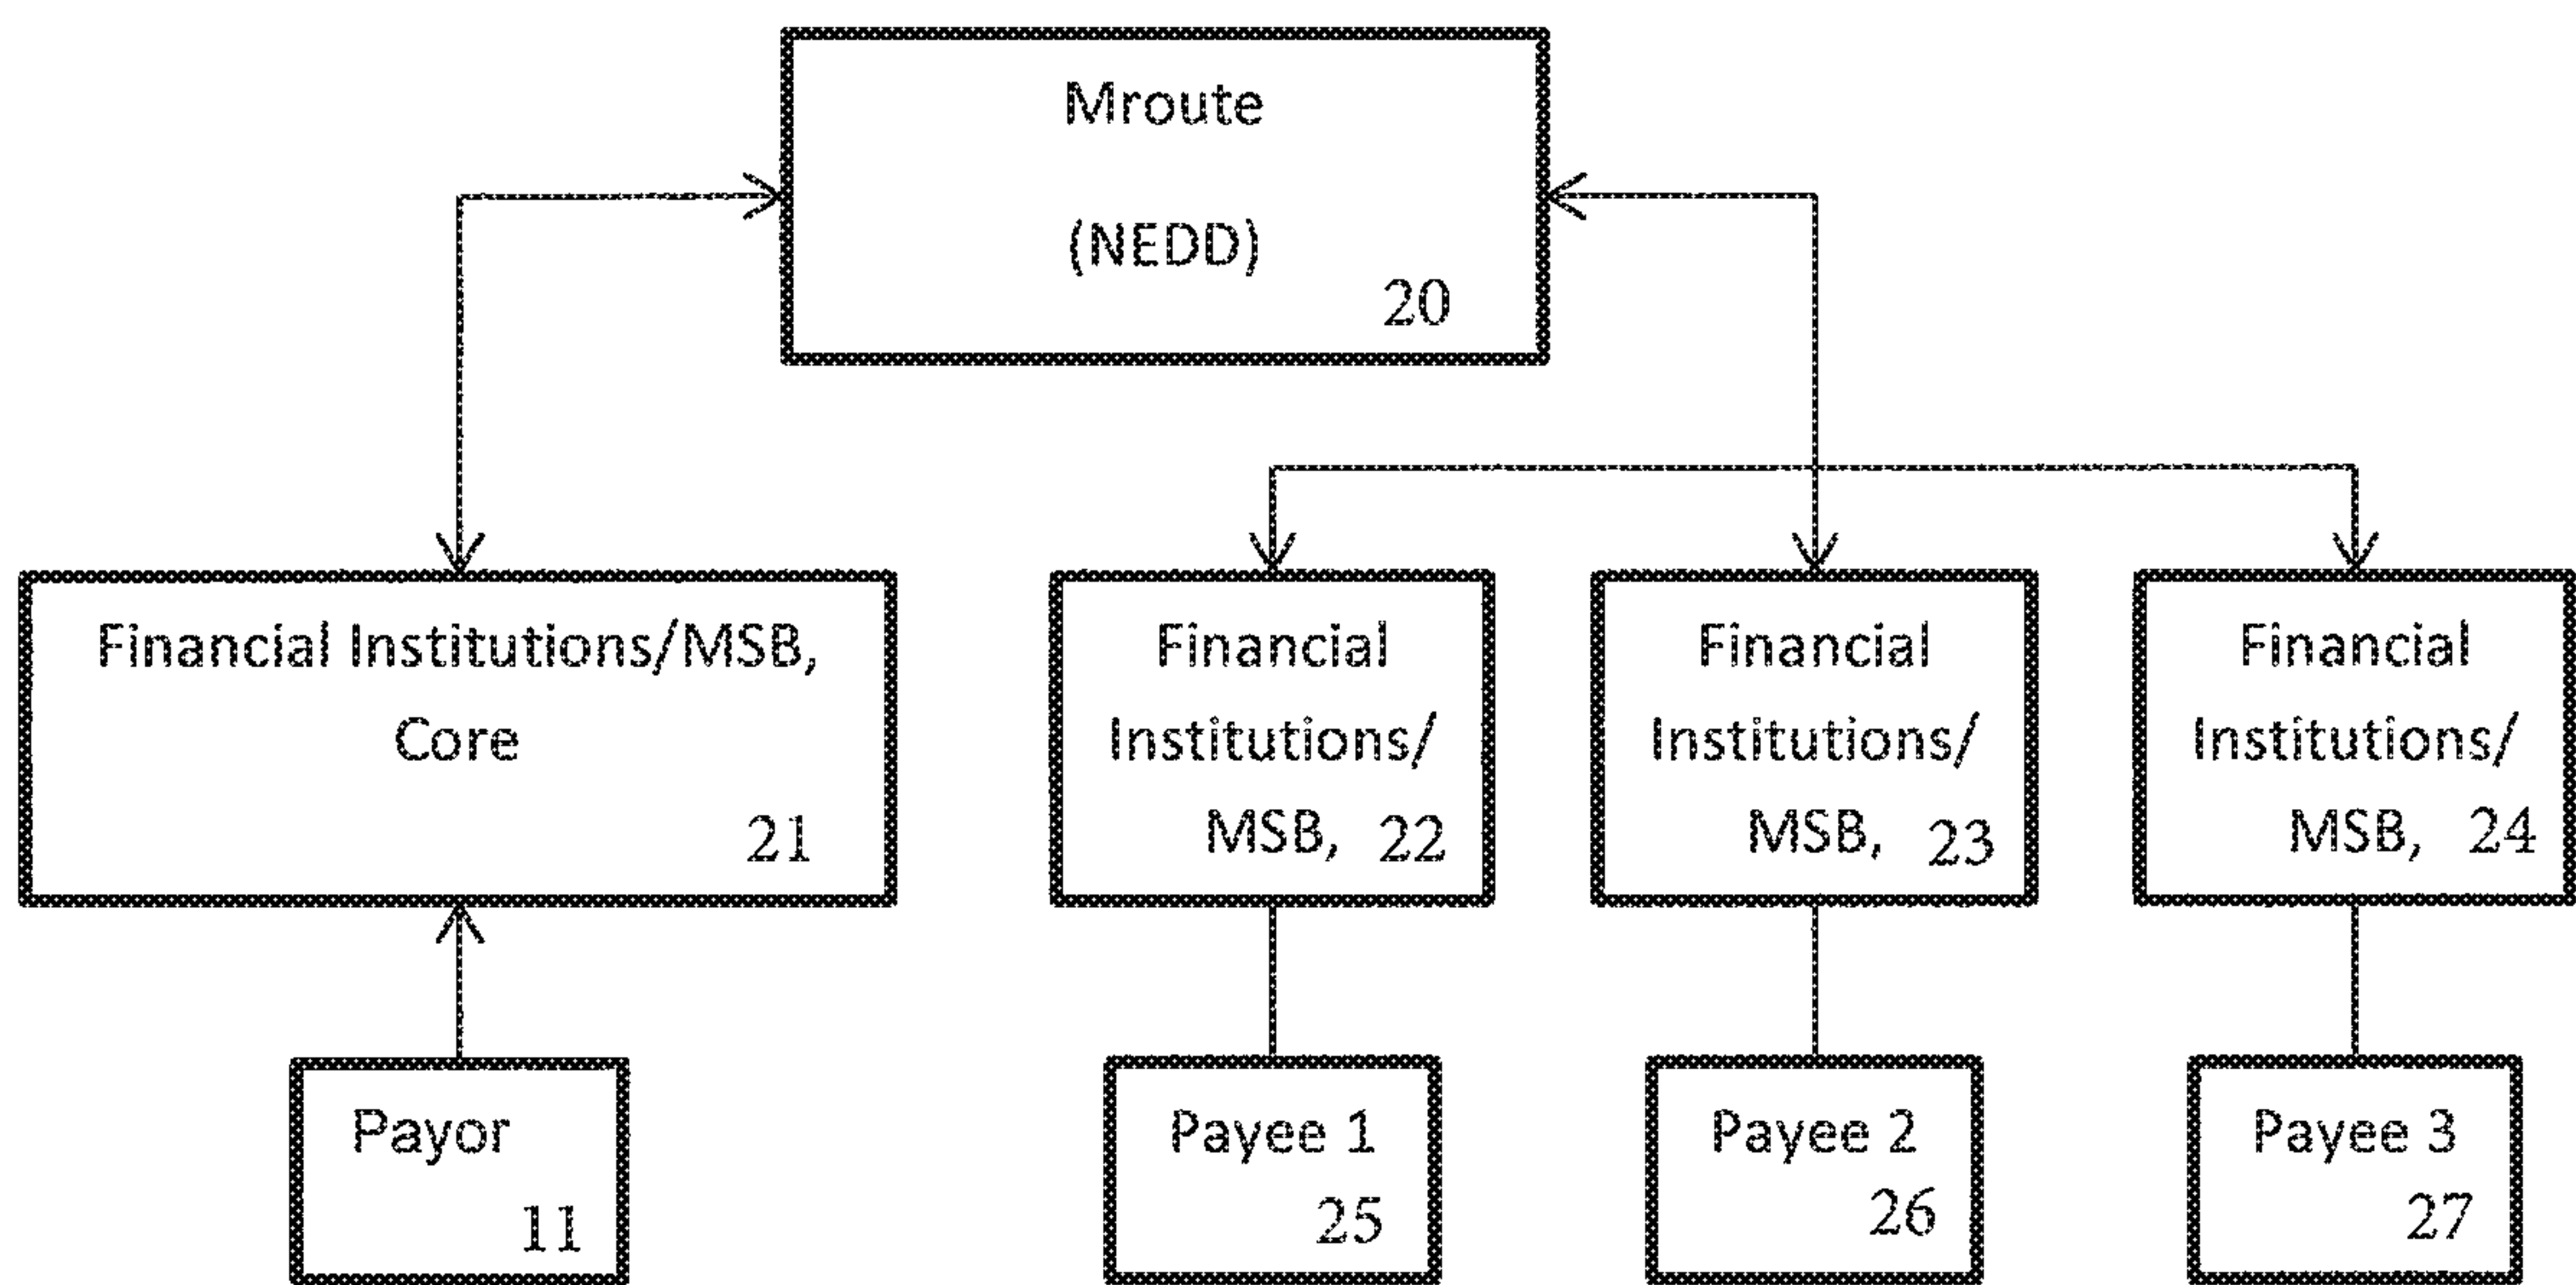 Mroute
(NEDD)
20
Financial Institutions/MSB,
Core
21
Financial
Institutions/
MSB, 22
Financial
Institutions/
MSB, 23
Financial
Institutions/
MSB, 24
Payor
11
Payee 1
25
Payee 2
26
Payee 3
27